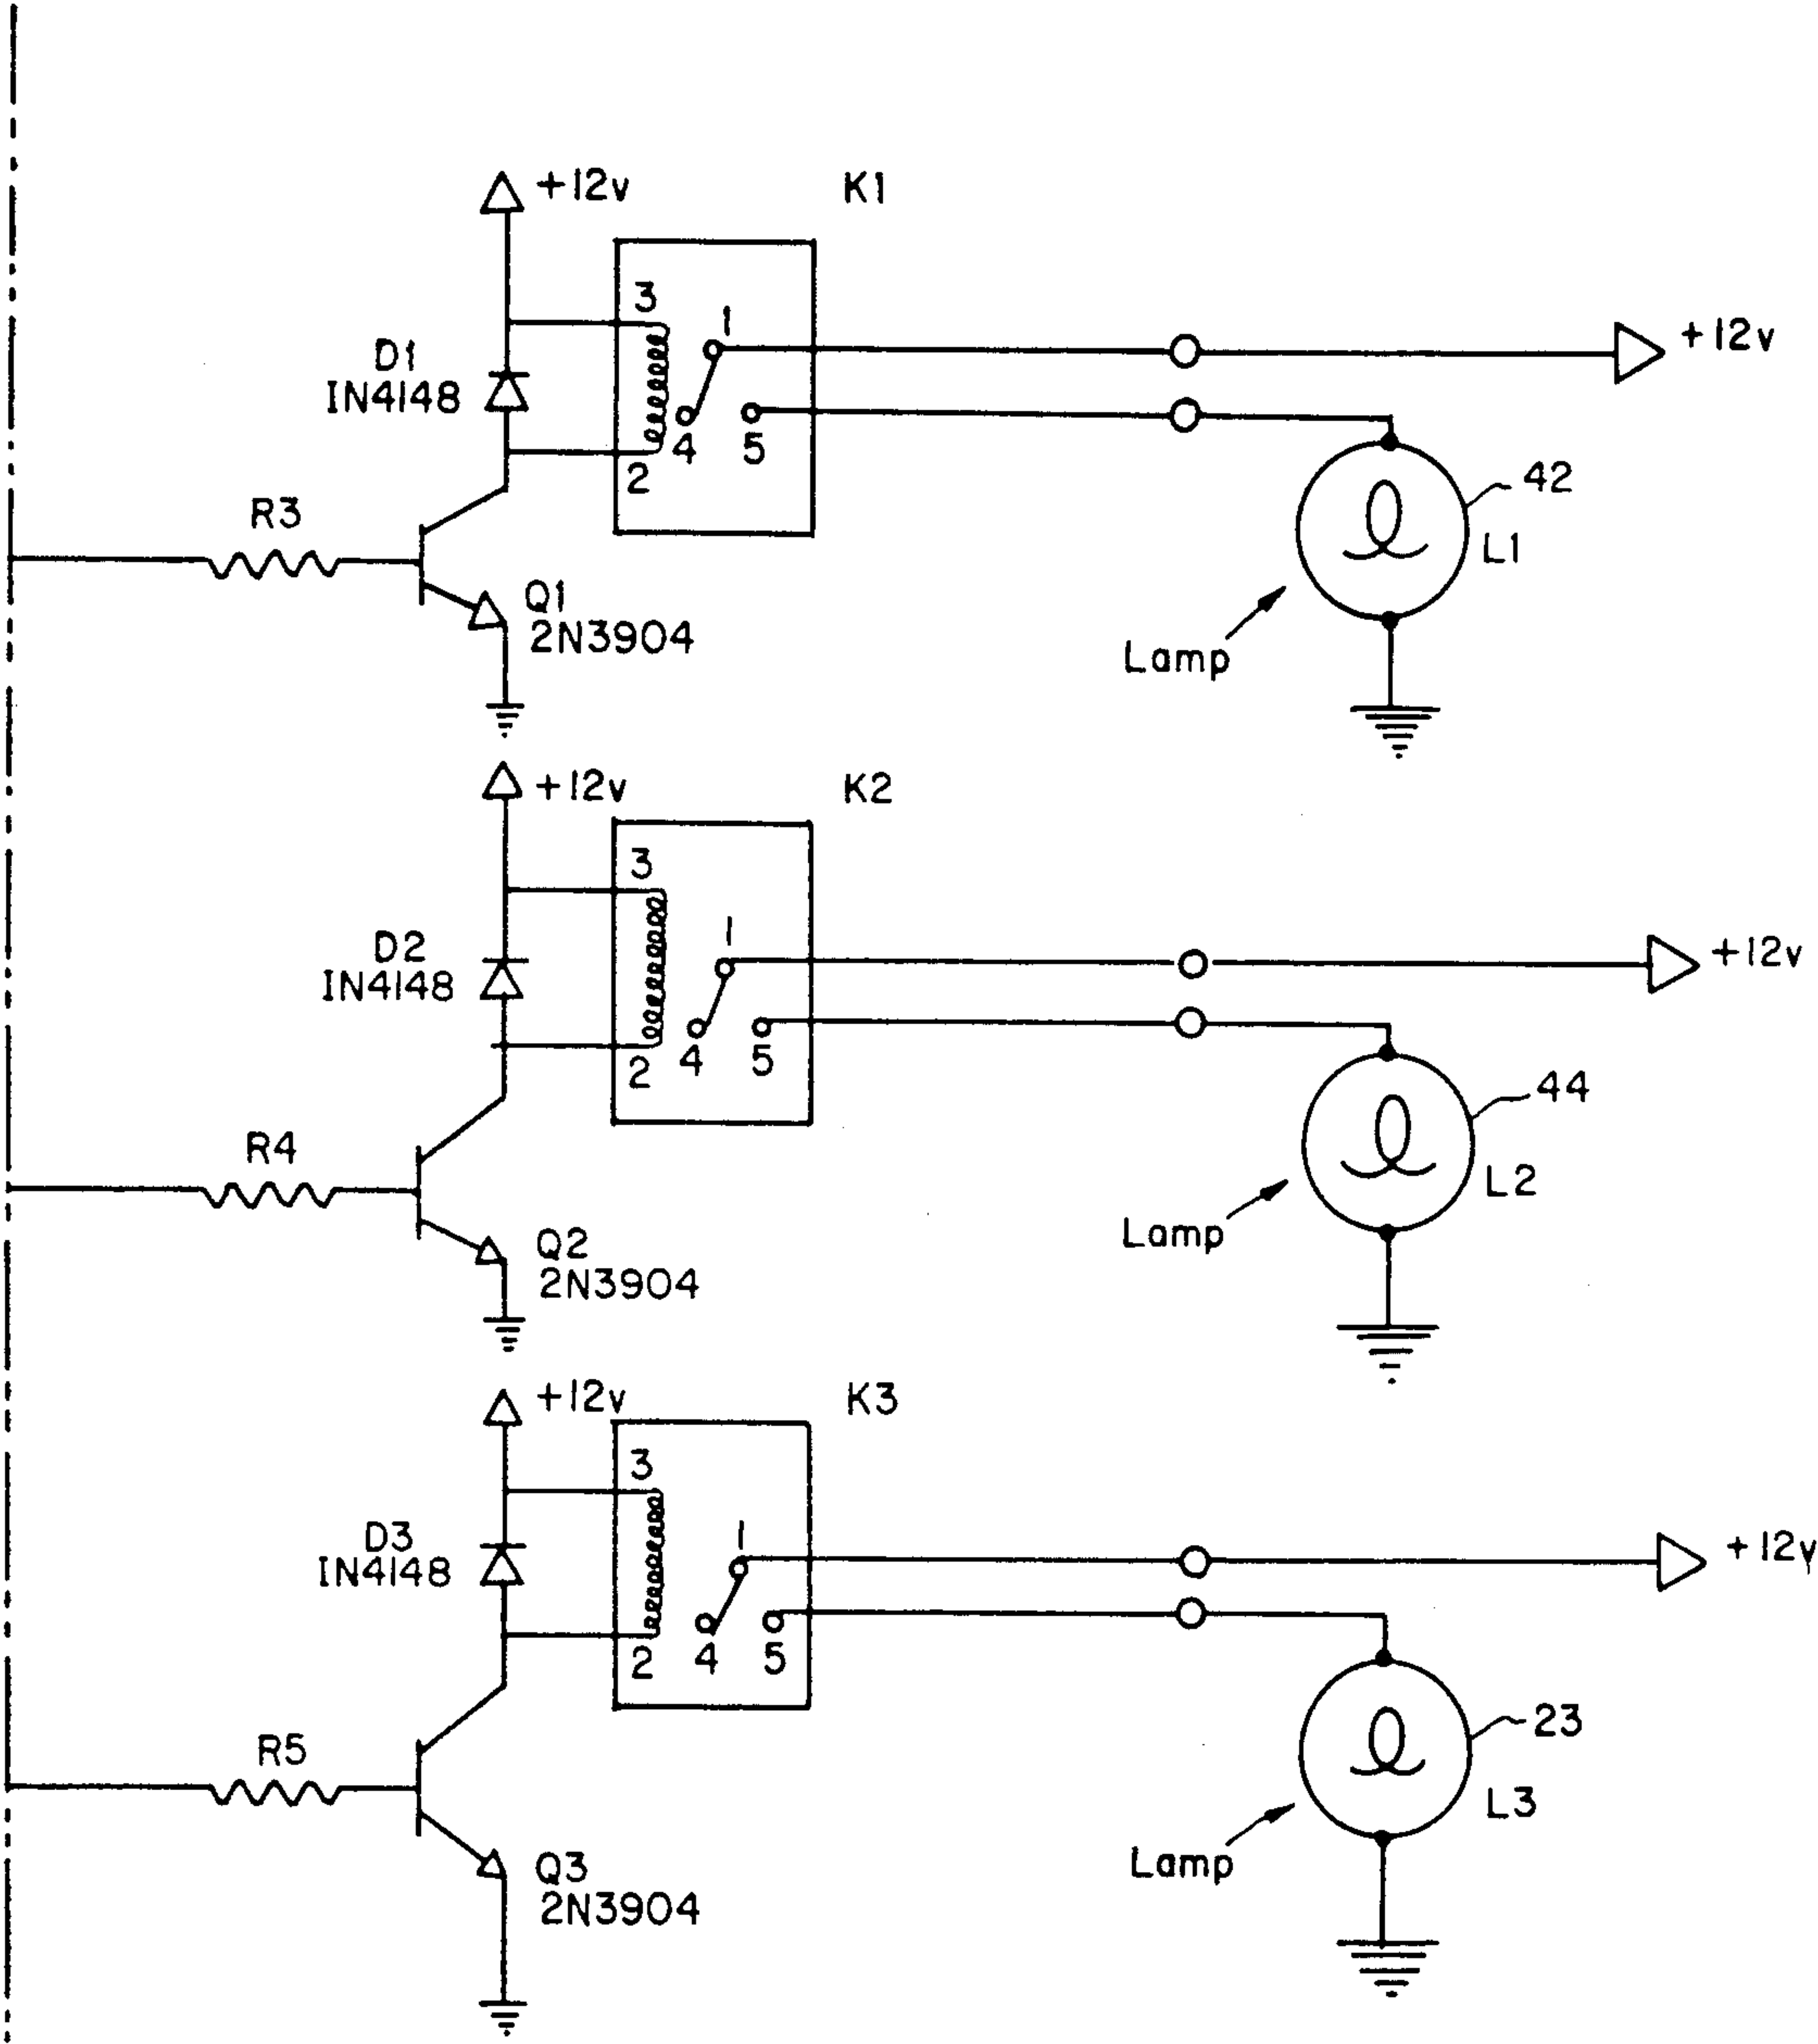 +12v
K1
3
1
+12v
D1
IN4148
4
5
2
42
R3
L1
Q1
2N3904
Lamp
+12v
K2
3
1
+12v
D2
IN4148
4
5
2
44
R4
L2
Lamp
Q2
2N3904
+12v
K3
3
1
+12v
D3
IN4148
4
5
2
23
R5
L3
Lamp
Q3
2N3904